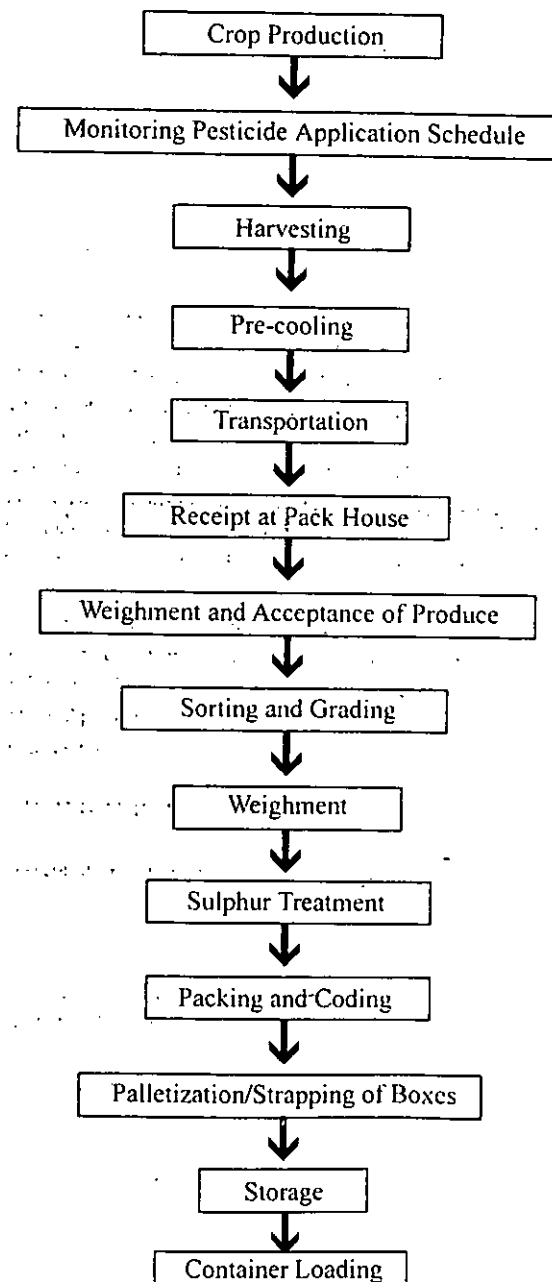 Crop Production
Monitoring Pesticide Application Schedule
Harvesting
Pre-cooling
Transportation
Receipt at Pack House
Weighment and Acceptance of Produce
Sorting and Grading
Weighment
Sulphur Treatment
Packing and Coding
Palletization/Strapping of Boxes
Storage
Container Loading